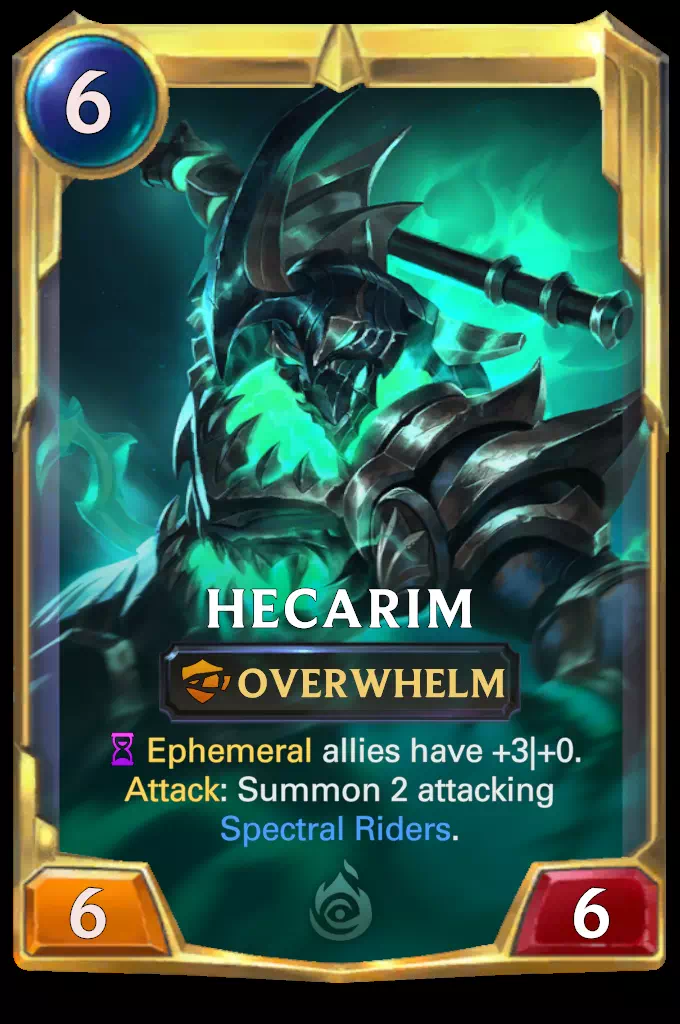 6
HECARIM
OVERWHELM
Ephemeral allies have +3|+0.
Attack: Summon 2 attacking
Spectral Riders.
6
6